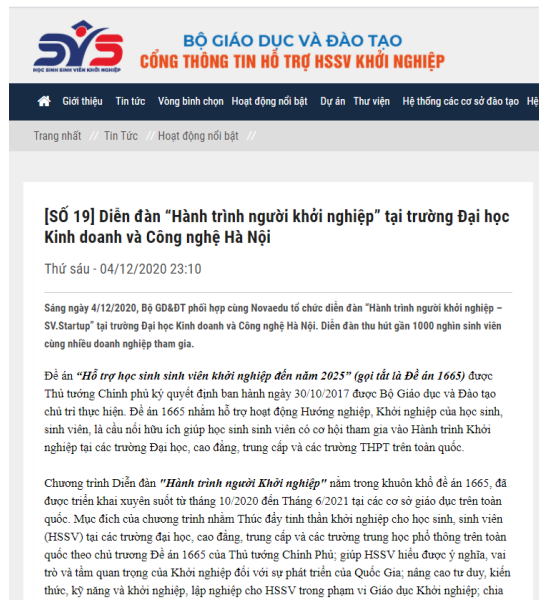 SVS
HỌC SINH SINH VIÊN KHỞI NGHIỆP
BỘ GIÁO DỤC VÀ ĐÀO TẠO
CỔNG THÔNG TIN HỖ TRỢ HSSV KHỞI NGHIỆP
Giới thiệu Tin tức Vòng bình chọn Hoạt động nổi bật Dự án Thư viện Hệ thống các cơ sở đào tạo Hệ
Trang nhất // Tin Tức // Hoạt động nổi bật //
[SỐ 19] Diễn đàn “Hành trình người khởi nghiệp” tại trường Đại học
Kinh doanh và Công nghệ Hà Nội
Thứ sáu - 04/12/2020 23:10
Sáng ngày 4/12/2020, Bộ GD&ĐT phối hợp cùng Novaedu tổ chức diễn đàn “Hành trình người khởi nghiệp –
SV.Startup” tại trường Đại học Kinh doanh và Công nghệ Hà Nội. Diễn đàn thu hút gần 1000 nghìn sinh viên
cùng nhiều doanh nghiệp tham gia.
Đề án “Hỗ trợ học sinh sinh viên khởi nghiệp đến năm 2025” (gọi tắt là Đề án 1665) được
Thủ tướng Chính phủ ký quyết định ban hành ngày 30/10/2017 được Bộ Giáo dục và Đào tạo
chủ trì thực hiện. Đề án 1665 nhằm hỗ trợ hoạt động Hướng nghiệp, Khởi nghiệp của học sinh,
sinh viên, là cầu nối hữu ích giúp học sinh sinh viên có cơ hội tham gia vào Hành trình Khởi
nghiệp tại các trường Đại học, cao đẳng, trung cấp và các trường THPT trên toàn quốc.
Chương trình Diễn đàn "Hành trình người Khởi nghiệp" nằm trong khuôn khổ đề án 1665, đã
được triển khai xuyên suốt từ tháng 10/2020 đến Tháng 6/2021 tại các cơ sở giáo dục trên toàn
quốc. Mục đích của chương trình nhằm Thúc đẩy tinh thần khởi nghiệp cho học sinh, sinh viên
(HSSV) tại các trường đại học, cao đẳng, trung cấp và các trường trung học phổ thông trên toàn
quốc theo chủ trương Đề án 1665 của Thủ tướng Chính Phủ; giúp HSSV hiểu được ý nghĩa, vai
trò và tầm quan trọng của Khởi nghiệp đối với sự phát triển của Quốc Gia; nâng cao tư duy, kiến
thức, kỹ năng và khởi nghiệp, lập nghiệp cho HSSV trong phạm vi Giáo dục Khởi nghiệp; chia